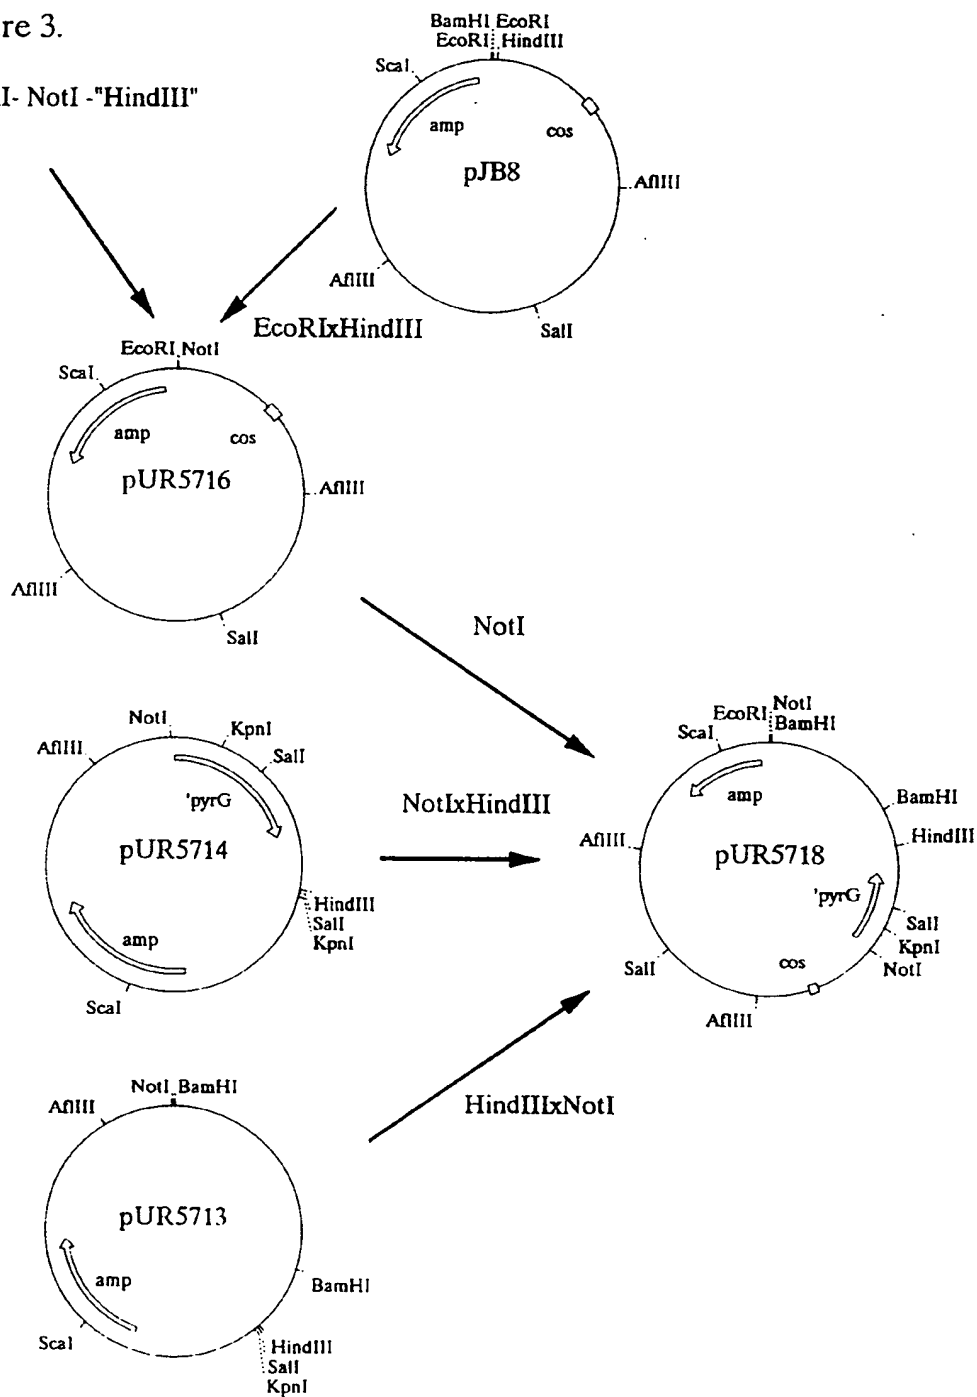 re 3.
I- NotI -"HindIII"
BamHI EcoRI
EcoRI HindIII
ScaI
amp
cos
pJB8
AflIII
AflIII
SalI
EcoRIxHindIII
EcoRI NotI
ScaI
amp
cos
pUR5716
AflIII
AflIII
SalI
NotI
NotI
KpnI
SalI
AflIII
'pyrG
pUR5714
HindIII
SalI
KpnI
amp
ScaI
NotIxHindIII
NotI
EcoRI BamHI
ScaI
amp
BamHI
HindIII
AflIII
pUR5718
'pyrG
SalI
KpnI
NotI
SalI
cos
AflIII
HindIIIxNotI
NotI BamHI
AflIII
pUR5713
amp
BamHI
ScaI
HindIII
SalI
KpnI